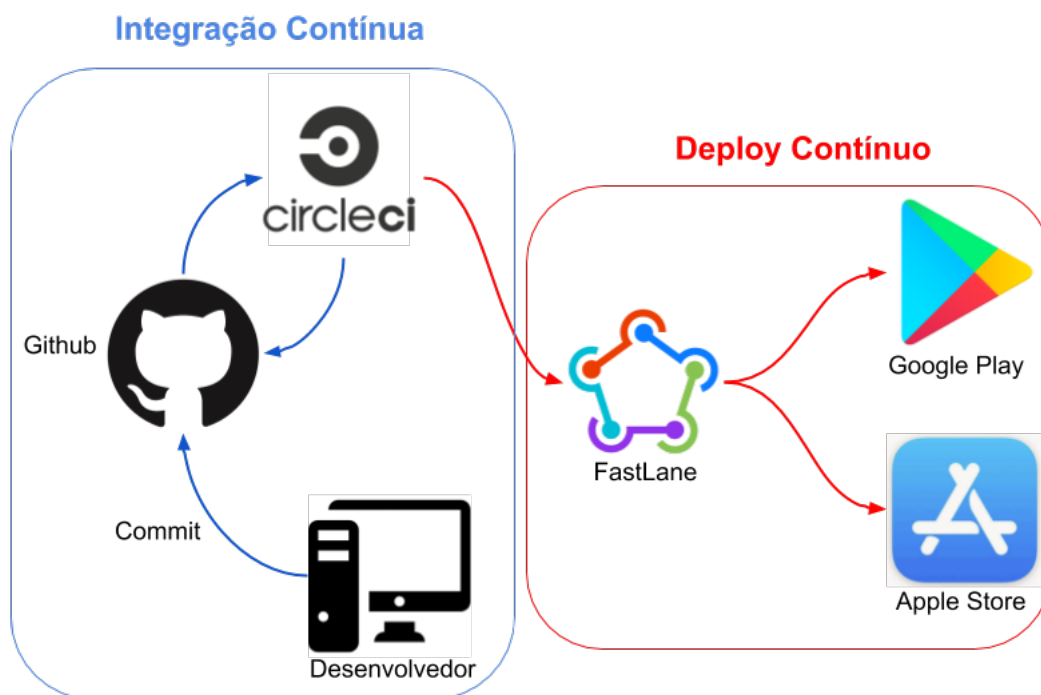 Integração Contínua
circleci
Deploy Contínuo
Github
Google Play
FastLane
Commit
Apple Store
Desenvolvedor